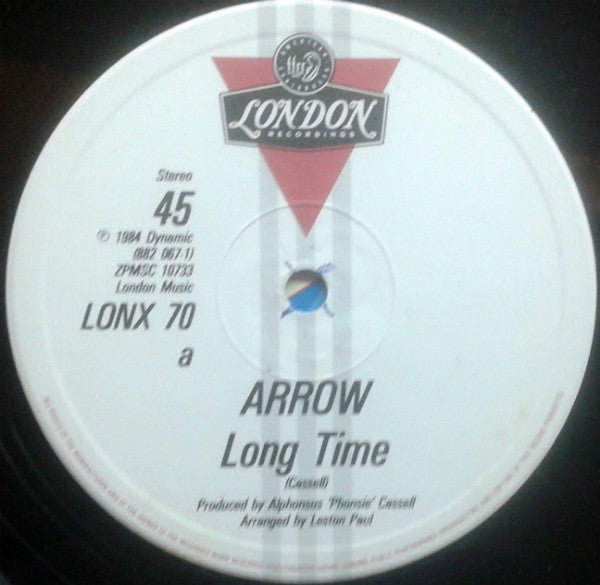 LONDON
RECORDINGS
Stereo
45
℗ 1984 Dynamic
(882 067-1)
ZPMSC 10733
London Music
LONX 70
a
ARROW
Long Time
(Cassell)
Produced by Alphonsus 'Phonsie' Cassell
Arranged by Leston Paul